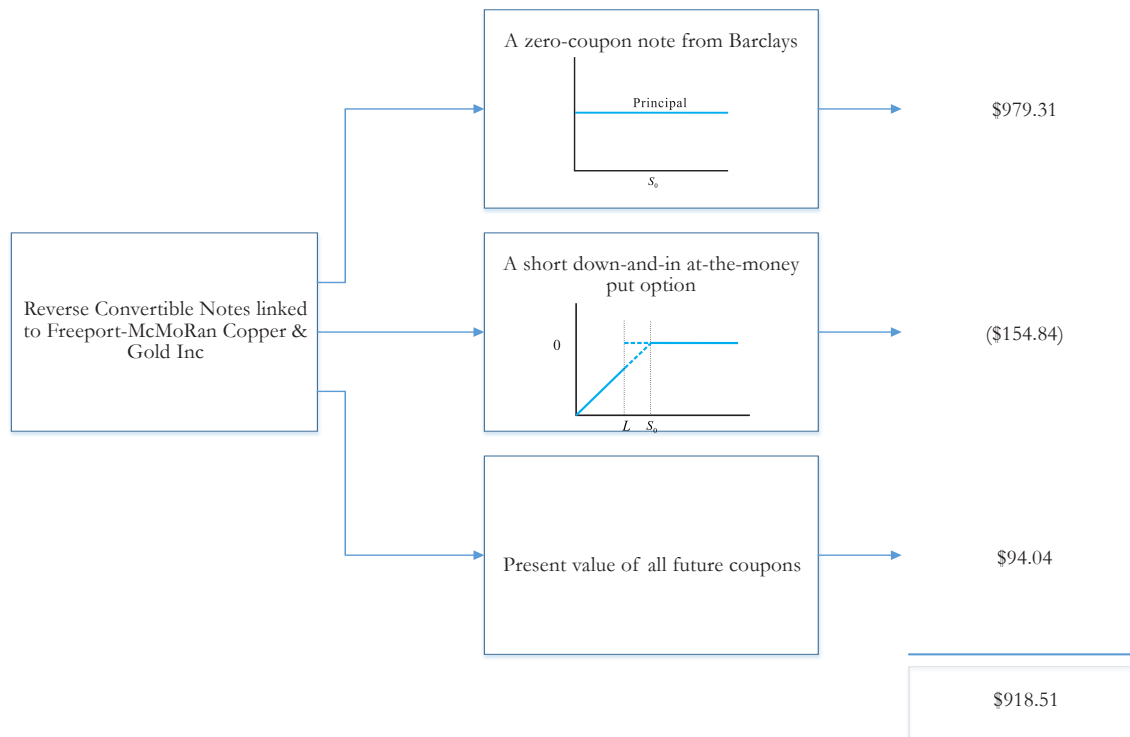 A zero-coupon note from Barclays
Principal
S₀
$979.31
Reverse Convertible Notes linked
to Freeport-McMoRan Copper &
Gold Inc
A short down-and-in at-the-money
put option
0
L S₀
($154.84)
Present value of all future coupons
$94.04
$918.51